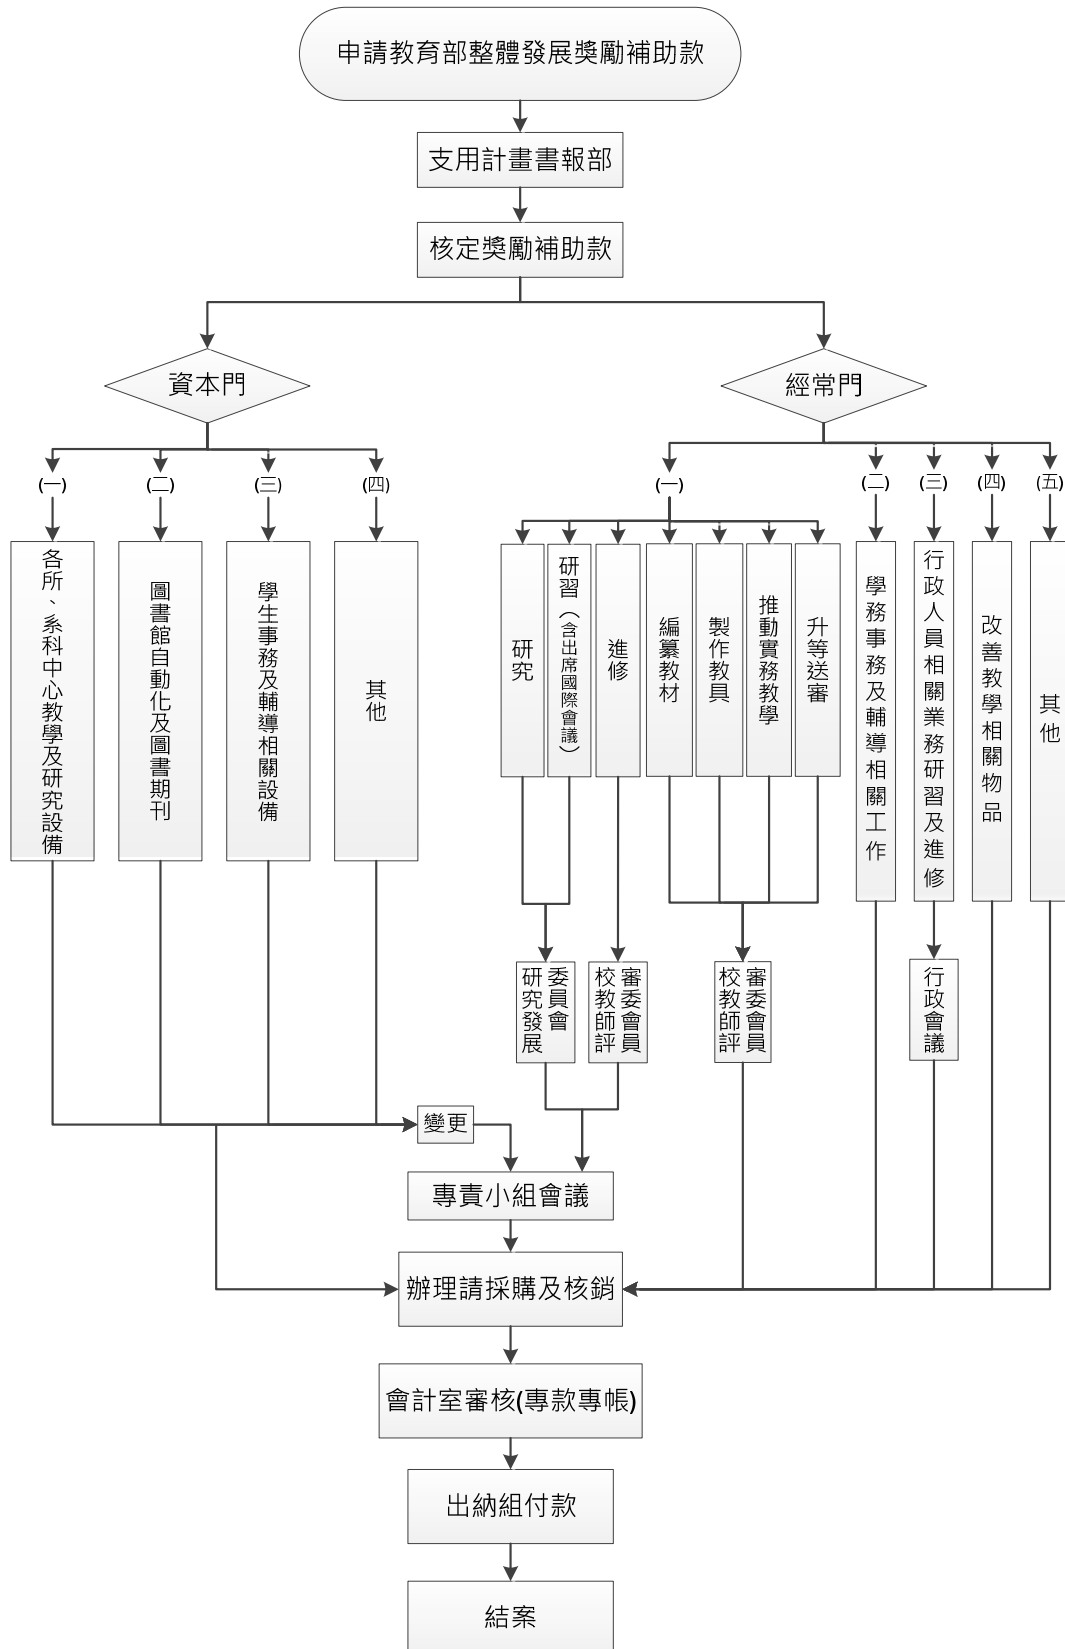 申請教育部整體發展獎勵補助款
支用計畫書報部
核定獎勵補助款
資本門
經常門
(一)
(二)
(三)
(四)
(一)
(二)
(三)
(四)
(五)
各所、系科中心教學及研究設備
圖書館自動化及圖書期刊
學生事務及輔導相關設備
其他
研究
研習（含出席國際會議）
進修
編纂教材
製作教具
推動實務教學
升等送審
學務事務及輔導相關工作
行政人員相關業務研習及進修
改善教學相關物品
其他
委員會
研究發展
審委會員
校教師評
審委會員
校教師評
行政會議
變更
專責小組會議
辦理請採購及核銷
會計室審核(專款專帳)
出納組付款
結案